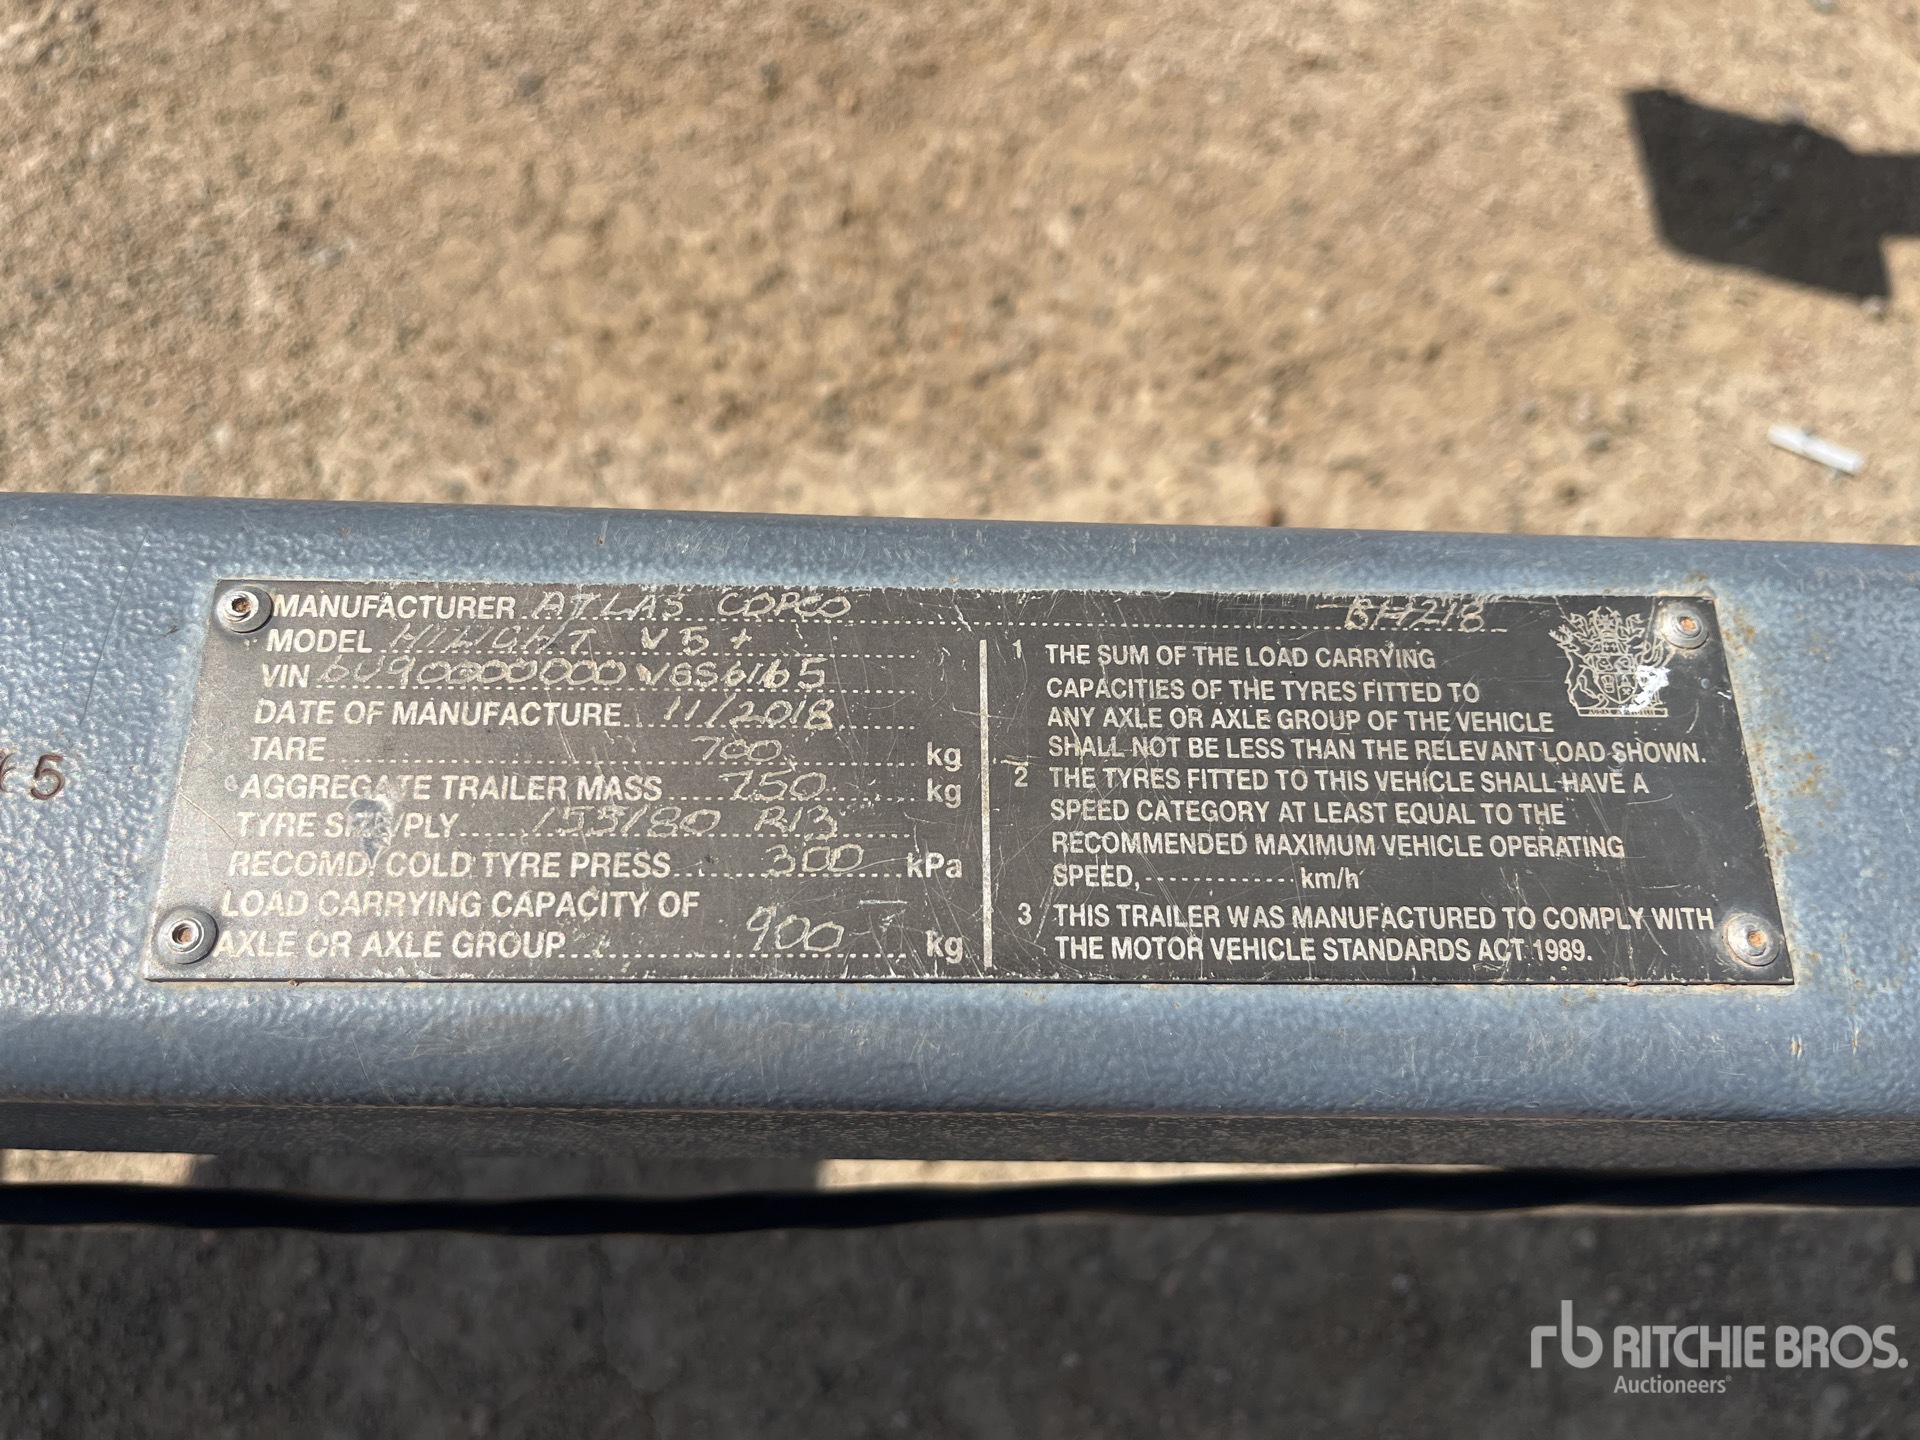 MANUFACTURER ATLAS COPCO BH7218
MODEL HILIGHT V5+
VIN 6U90000000VGS6165
DATE OF MANUFACTURE 11/2018
TARE 700 kg
AGGREGATE TRAILER MASS 750 kg
TYRE SIZE/PLY 153/80 R13
RECOMD. COLD TYRE PRESS 300 kPa
LOAD CARRYING CAPACITY OF
AXLE OR AXLE GROUP 900 kg
1 THE SUM OF THE LOAD CARRYING
CAPACITIES OF THE TYRES FITTED TO
ANY AXLE OR AXLE GROUP OF THE VEHICLE
SHALL NOT BE LESS THAN THE RELEVANT LOAD SHOWN.
2 THE TYRES FITTED TO THIS VEHICLE SHALL HAVE A
SPEED CATEGORY AT LEAST EQUAL TO THE
RECOMMENDED MAXIMUM VEHICLE OPERATING
SPEED, km/h
3 THIS TRAILER WAS MANUFACTURED TO COMPLY WITH
THE MOTOR VEHICLE STANDARDS ACT 1989.
65
rb RITCHIE BROS.
Auctioneers